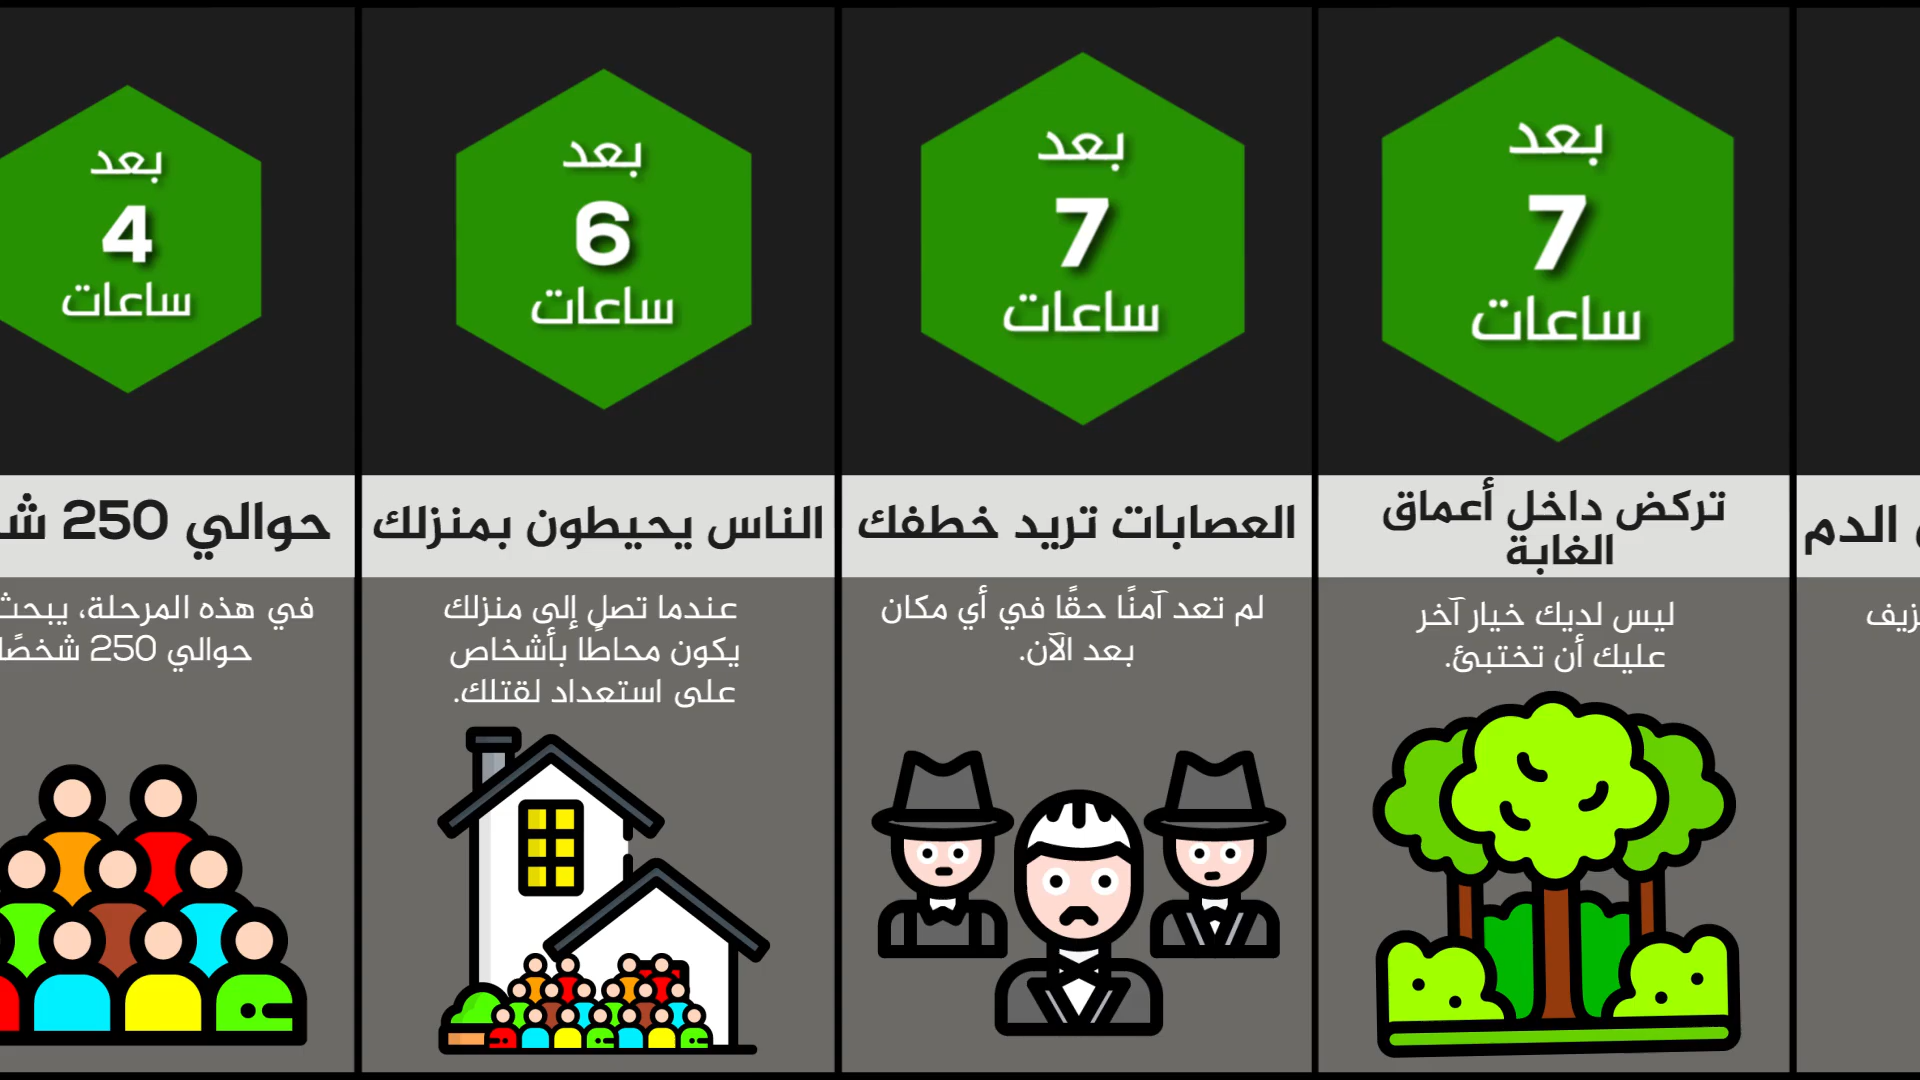 بعد
4
ساعات
حوالي 250
في هذه المرحلة، يبحث
حوالي 250 شخصًا
بعد
6
ساعات
الناس يحيطون بمنزلك
عندما تصل إلى منزلك
يكون محاطًا بأشخاص
على استعداد لقتلك.
بعد
7
ساعات
العصابات تريد خطفك
لم تعد آمنًا حقًا في أي مكان
بعد الآن.
بعد
7
ساعات
تركض داخل أعماق
الغابة
ليس لديك خيار آخر
عليك أن تختبئ.
الدم